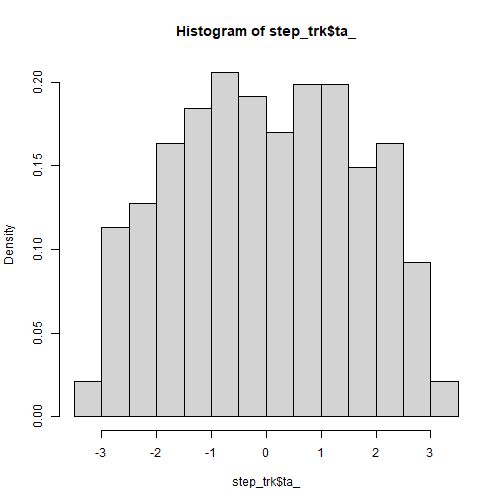 Histogram of step_trk$ta_
Density
0.20
0.15
0.10
0.05
0.00
-3 -2 -1 0 1 2 3
step_trk$ta_